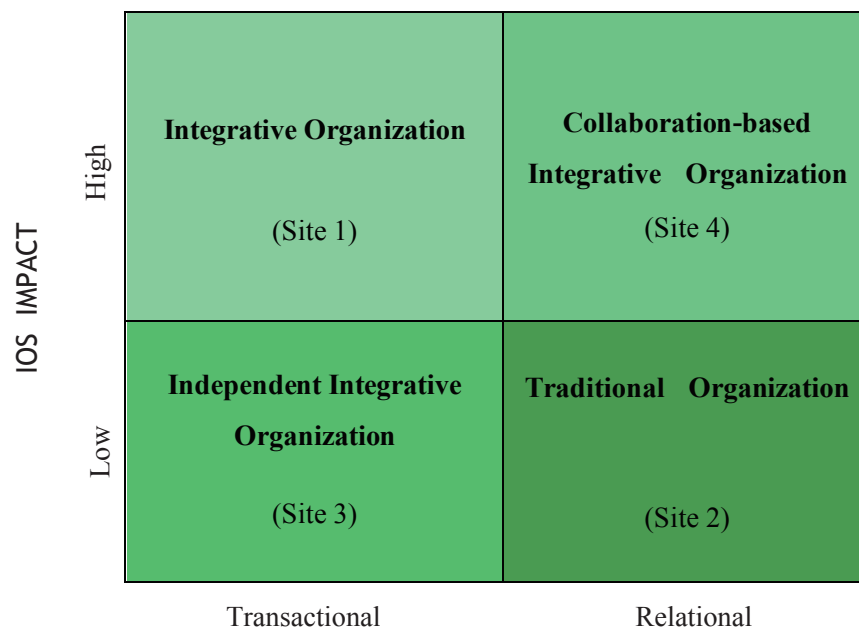 IOS IMPACT
High
Integrative Organization
(Site 1)
Collaboration-based
Integrative Organization
(Site 4)
Low
Independent Integrative
Organization
(Site 3)
Traditional Organization
(Site 2)
Transactional
Relational